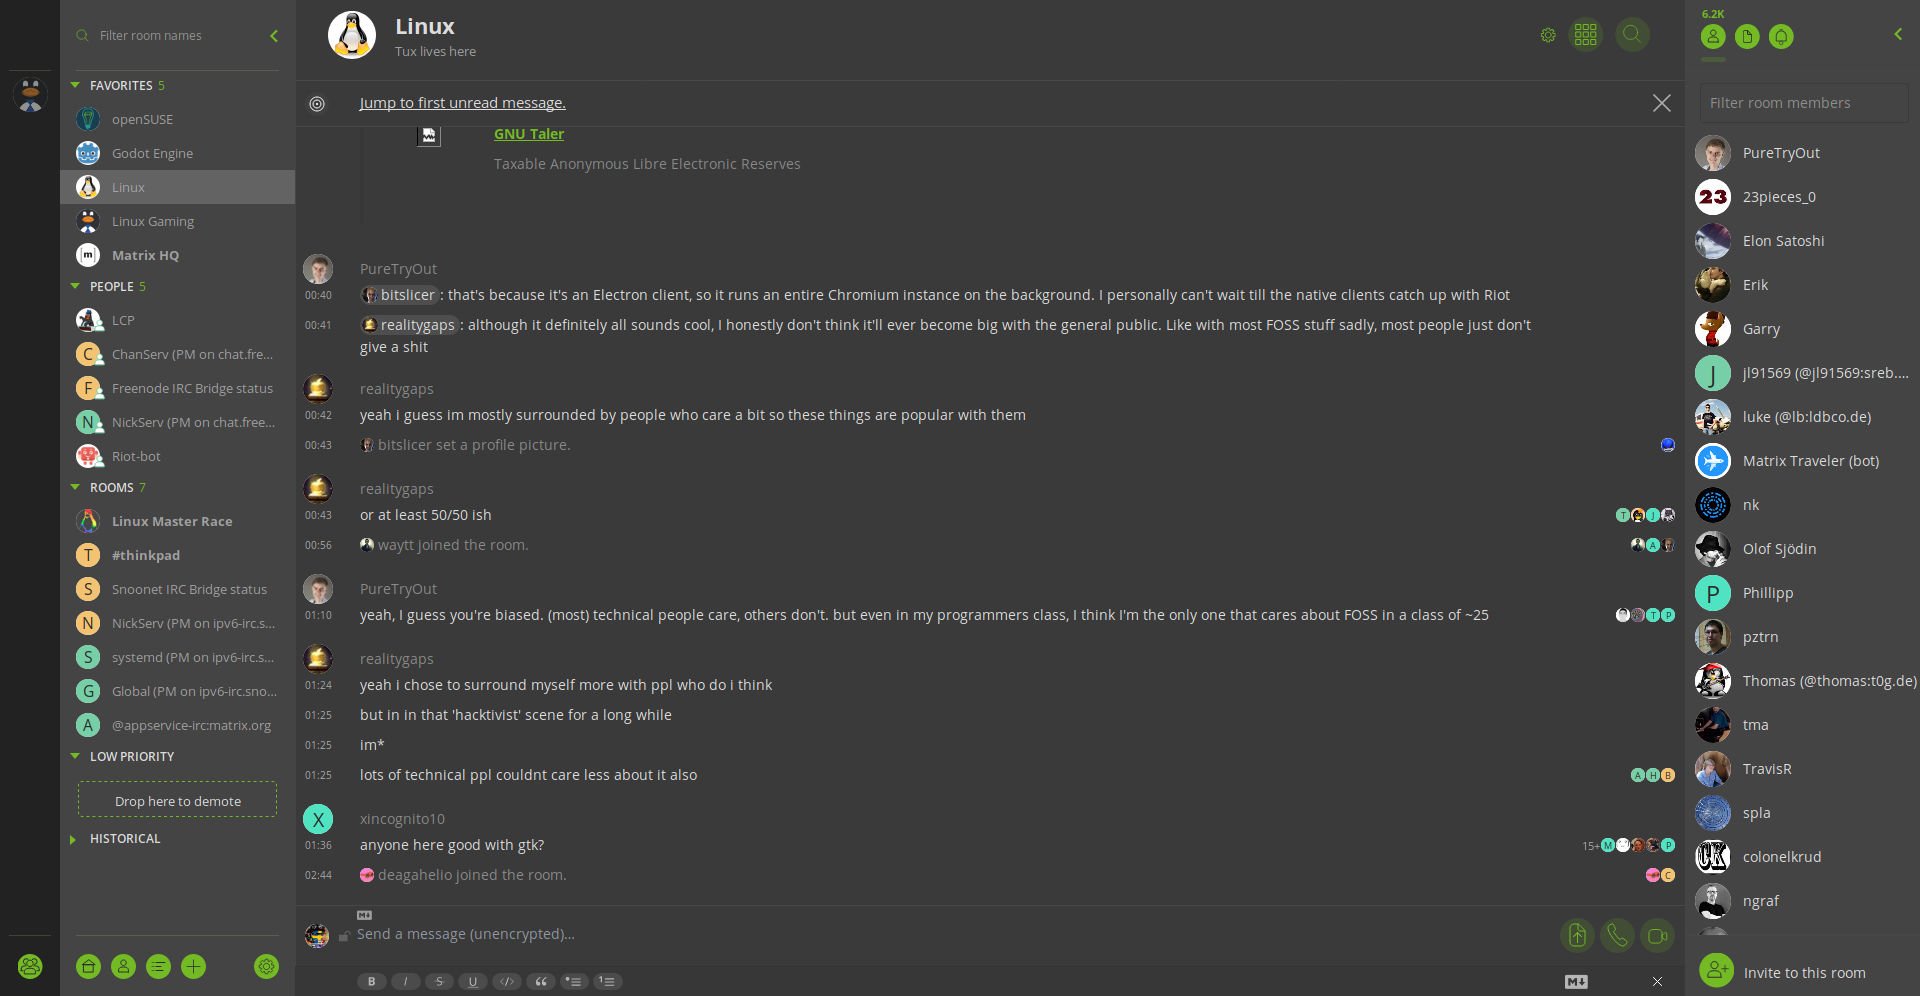 Filter room names
FAVORITES 5
openSUSE
Godot Engine
Linux
Linux Gaming
m
Matrix HQ
PEOPLE 5
LCP
C
ChanServ (PM on chat.fre...
F
Freenode IRC Bridge status
N
NickServ (PM on chat.free...
Riot-bot
ROOMS 7
Linux Master Race
T
#thinkpad
S
Snoonet IRC Bridge status
N
NickServ (PM on ipv6-irc.s...
S
systemd (PM on ipv6-irc.s...
G
Global (PM on ipv6-irc.sno...
A
@appservice-irc:matrix.org
LOW PRIORITY
Drop here to demote
HISTORICAL
Linux
Tux lives here
Jump to first unread message.
GNU Taler
Taxable Anonymous Libre Electronic Reserves
PureTryOut
00:40 bitslicer : that's because it's an Electron client, so it runs an entire Chromium instance on the background. I personally can't wait till the native clients catch up with Riot
00:41 realitygaps : although it definitely all sounds cool, I honestly don't think it'll ever become big with the general public. Like with most FOSS stuff sadly, most people just don't
give a shit
realitygaps
00:42 yeah i guess im mostly surrounded by people who care a bit so these things are popular with them
00:43 bitslicer set a profile picture.
realitygaps
00:43 or at least 50/50 ish T J
00:56 waytt joined the room. A
PureTryOut
01:10 yeah, I guess you're biased. (most) technical people care, others don't. but even in my programmers class, I think I'm the only one that cares about FOSS in a class of ~25 T P
realitygaps
01:24 yeah i chose to surround myself more with ppl who do i think
01:25 but in in that 'hacktivist' scene for a long while
01:25 im*
01:25 lots of technical ppl couldnt care less about it also A H B
X
xincognito10
01:36 anyone here good with gtk? 15+ M P
02:44 deagahelio joined the room. C
M
Send a message (unencrypted)...
B I S U </> “ 1
M
6.2K
Filter room members
PureTryOut
23
23pieces_0
Elon Satoshi
Erik
Garry
J
jl91569 (@jl91569:sreb....
luke (@lb:ldbco.de)
Matrix Traveler (bot)
nk
Olof Sjödin
P
Phillipp
pztrn
Thomas (@thomas:t0g.de)
tma
TravisR
spla
CK
colonelkrud
ngraf
Invite to this room